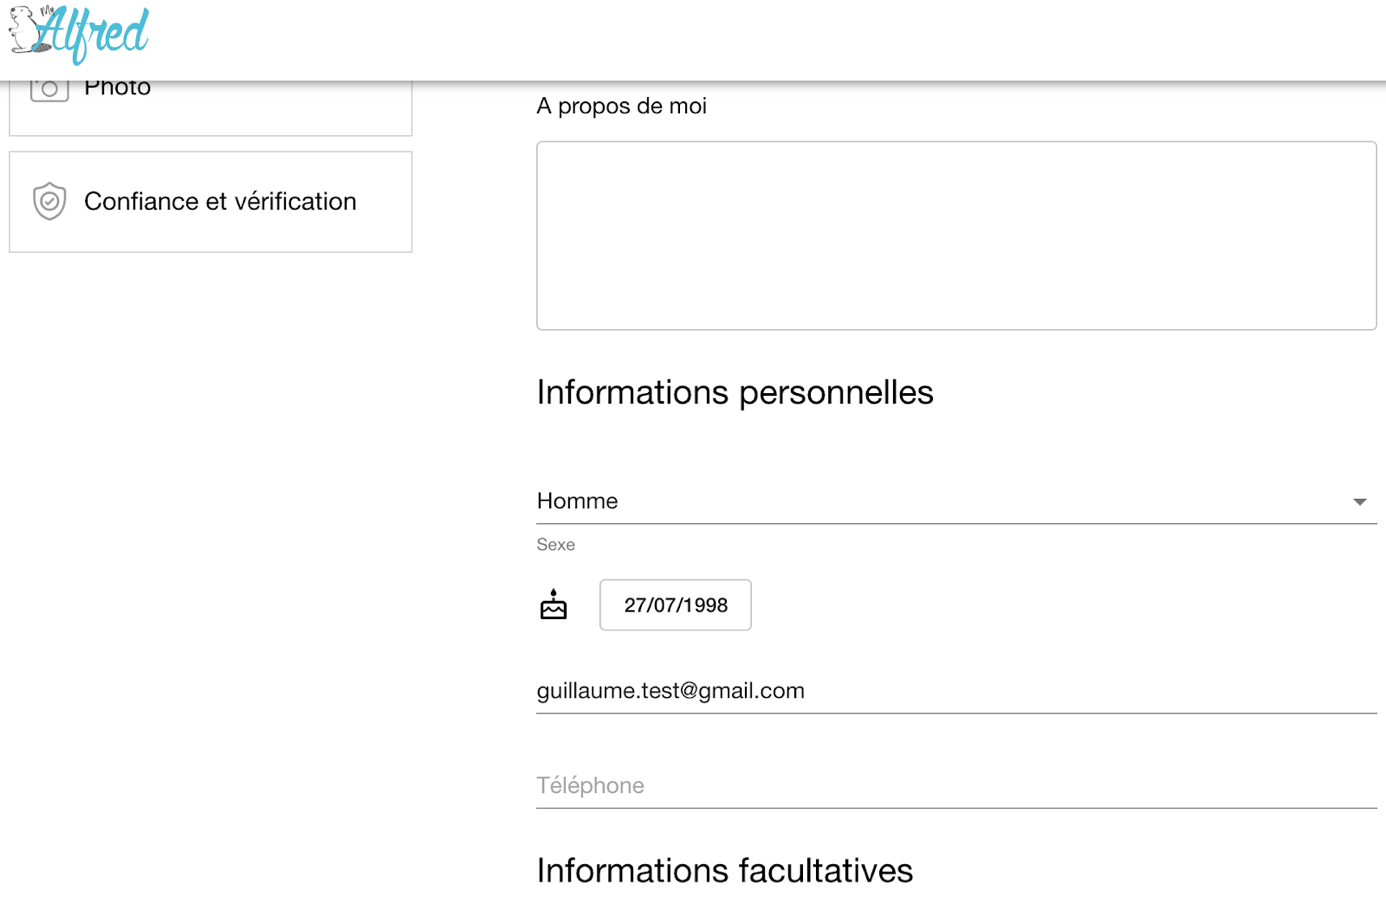 My Alfred
Photo
Confiance et vérification
A propos de moi
Informations personnelles
Homme
Sexe
27/07/1998
guillaume.test@gmail.com
Téléphone
Informations facultatives